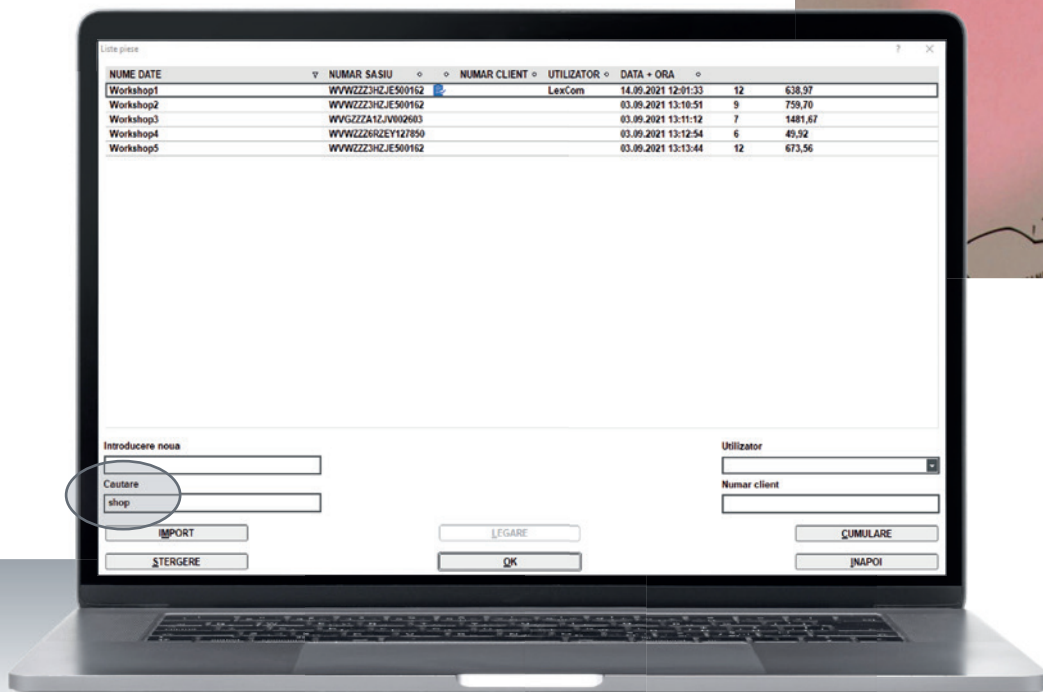 Liste piese ? ×
NUME DATE NUMAR SASIU NUMAR CLIENT UTILIZATOR DATA + ORA
Workshop1 WVWZZZ3HZJE500162 LexCom 14.09.2021 12:01:33 12 638,97
Workshop2 WVWZZZ3HZJE500162 03.09.2021 13:10:51 9 759,70
Workshop3 WVGZZZA1ZJV002603 03.09.2021 13:11:12 7 1481,67
Workshop4 WVWZZZ6RZEY127850 03.09.2021 13:12:54 6 49,92
Workshop5 WVWZZZ3HZJE500162 03.09.2021 13:13:44 12 673,56
Introducere noua Utilizator
Cautare Numar client
shop
IMPORT LEGARE CUMULARE
STERGERE OK INAPOI